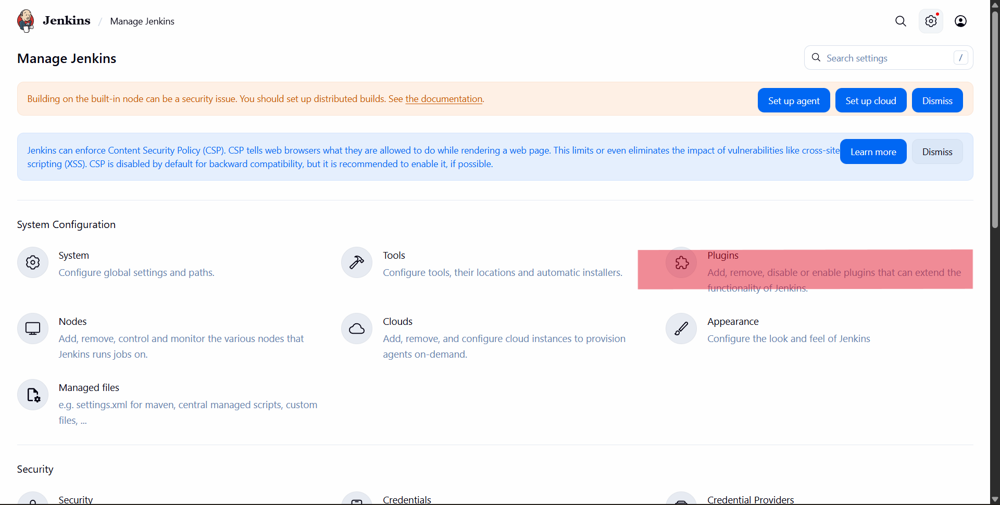 Jenkins / Manage Jenkins
Manage Jenkins
Search settings /
Building on the built-in node can be a security issue. You should set up distributed builds. See the documentation.
Set up agent
Set up cloud
Dismiss
Jenkins can enforce Content Security Policy (CSP). CSP tells web browsers what they are allowed to do while rendering a web page. This limits or even eliminates the impact of vulnerabilities like cross-site
scripting (XSS). CSP is disabled by default for backward compatibility, but it is recommended to enable it, if possible.
Learn more
Dismiss
System Configuration
System
Configure global settings and paths.
Tools
Configure tools, their locations and automatic installers.
Plugins
Add, remove, disable or enable plugins that can extend the
functionality of Jenkins.
Nodes
Add, remove, control and monitor the various nodes that
Jenkins runs jobs on.
Clouds
Add, remove, and configure cloud instances to provision
agents on-demand.
Appearance
Configure the look and feel of Jenkins
Managed files
e.g. settings.xml for maven, central managed scripts, custom
files, ...
Security
Security
Credentials
Credential Providers